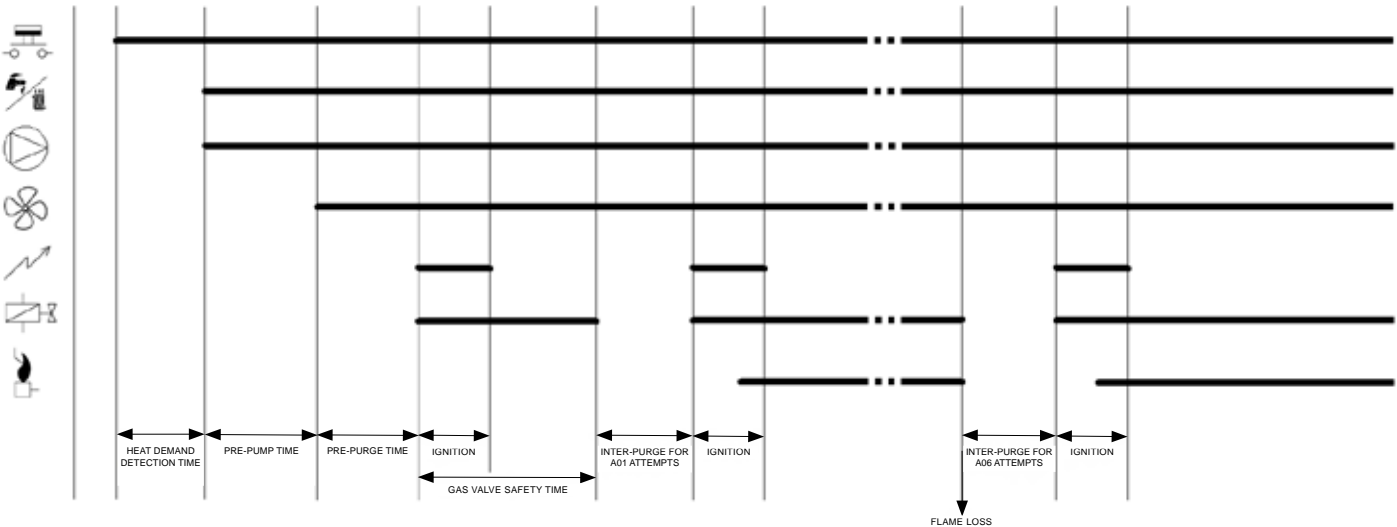 HEAT DEMAND
DETECTION TIME
PRE-PUMP TIME
PRE-PURGE TIME
IGNITION
GAS VALVE SAFETY TIME
INTER-PURGE FOR
A01 ATTEMPTS
IGNITION
INTER-PURGE FOR
A06 ATTEMPTS
IGNITION
FLAME LOSS